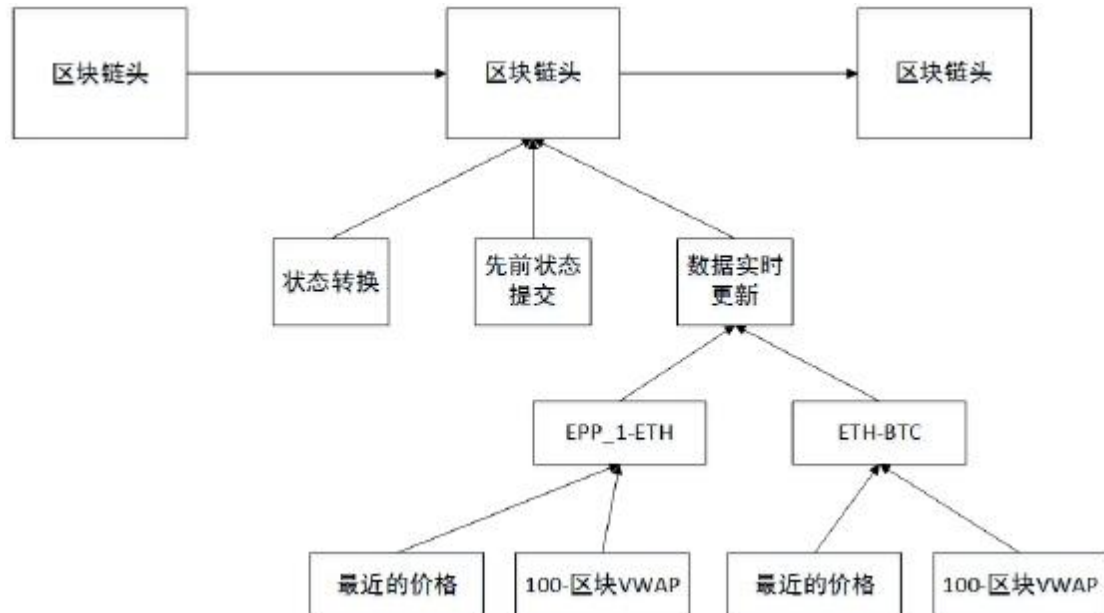 区块链头
区块链头
区块链头
状态转换
先前状态
提交
数据实时
更新
EPP_1-ETH
ETH-BTC
最近的价格
100-区块VWAP
最近的价格
100-区块VWAP